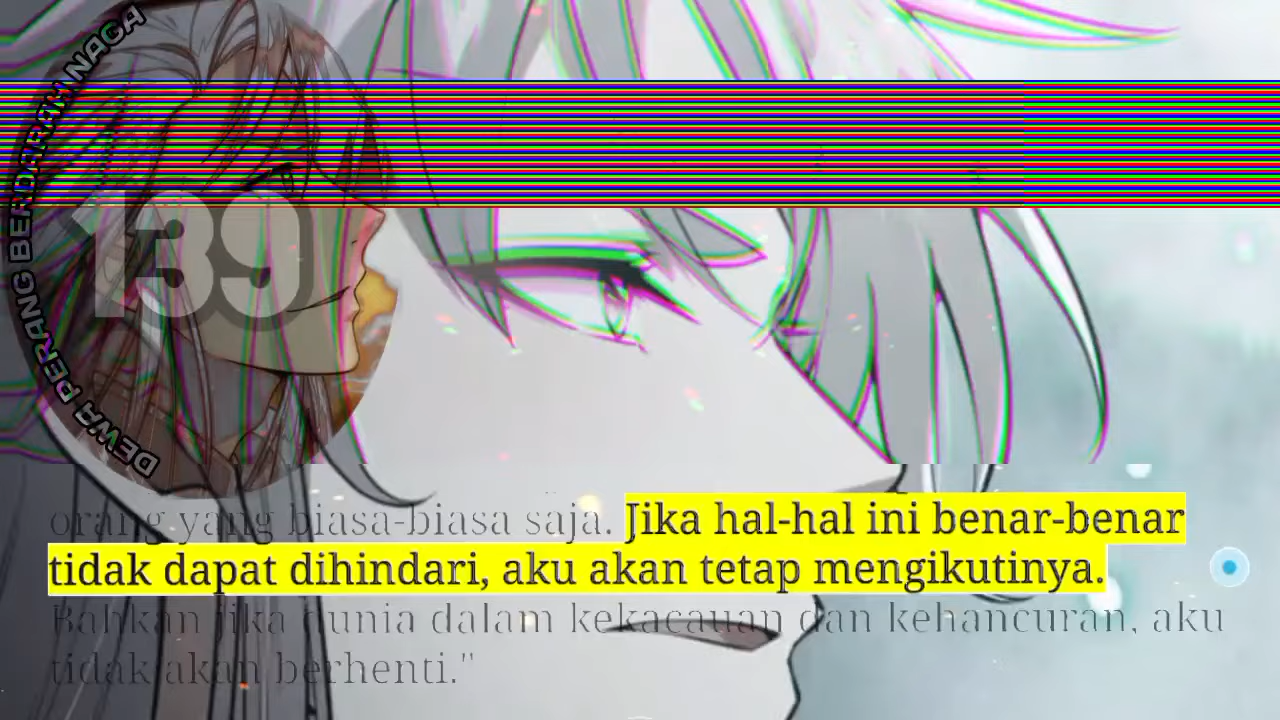 DEWA PERANG BERDARAH NAGA
139
orang yang biasa-biasa saja. Jika hal-hal ini benar-benar
tidak dapat dihindari, aku akan tetap mengikutinya.
Bahkan jika dunia dalam kekacauan dan kehancuran, aku
tidak akan berhenti."